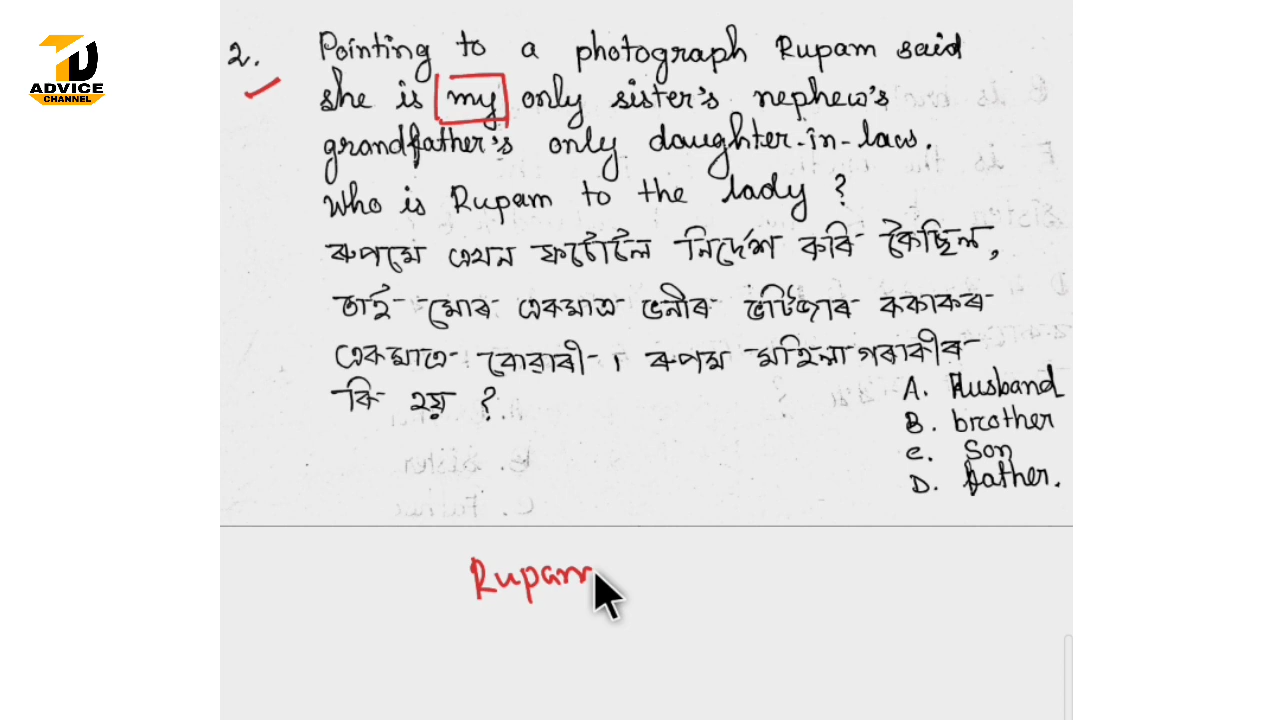 TD
ADVICE
CHANNEL
2. Pointing to a photograph Rupam said
she is my only sister's nephew's
grandfather's only daughter-in-law.
Who is Rupam to the lady ?
ৰুপমে এখন ফটোলৈ নিৰ্দেশ কৰি কৈছিল,
তাই মোৰ একমাত্ৰ ভনীৰ ভতিজাৰ ককাকৰ
একমাত্ৰ বোৱাৰী । ৰুপম মহিলাগৰাকীৰ
কি হয় ?
A. Husband
B. brother
C. Son
D. father.
Rupam